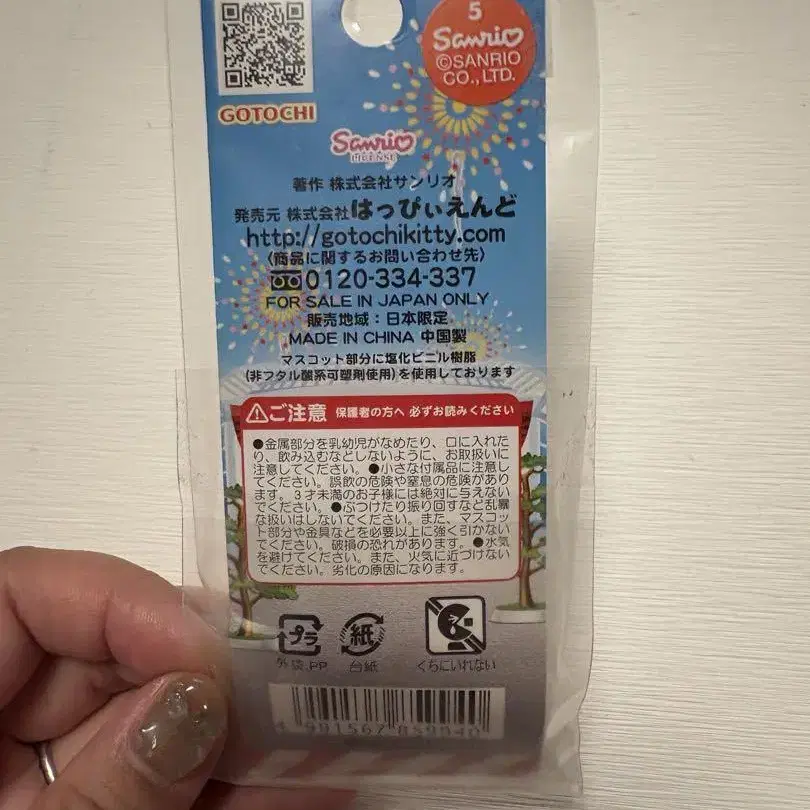 5
Sanrio
©SANRIO
CO., LTD.
GOTOCHI
Sanrio
LICENSE
著作 株式会社サンリオ
発売元 株式会社はっぴぃえんど
http://gotochikitty.com
〈商品に関するお問い合わせ先〉
0120-334-337
FOR SALE IN JAPAN ONLY
販売地域:日本限定
MADE IN CHINA 中国製
マスコット部分に塩化ビニル樹脂
(非フタル酸系可塑剤使用)を使用しております
ご注意 保護者の方へ 必ずお読みください
●金属部分を乳幼児がなめたり、口に入れた
り、飲み込むなどしないように、お取扱いに
注意してください。●小さな付属品に注意し
てください。誤飲の危険や窒息の危険があり
ます。3才未満のお子様には絶対に与えない
でください。●ぶつけたり振り回すなど乱暴
な扱いはしないでください。また、マスコッ
ト部分や金具などを必要以上に強く引かない
でください。破損の恐れがあります。●水気
を避けてください。また、火気に近づけない
でください。劣化の原因になります。
プラ
紙
外袋.PP
台紙
くちにいれない
4 991567 859940